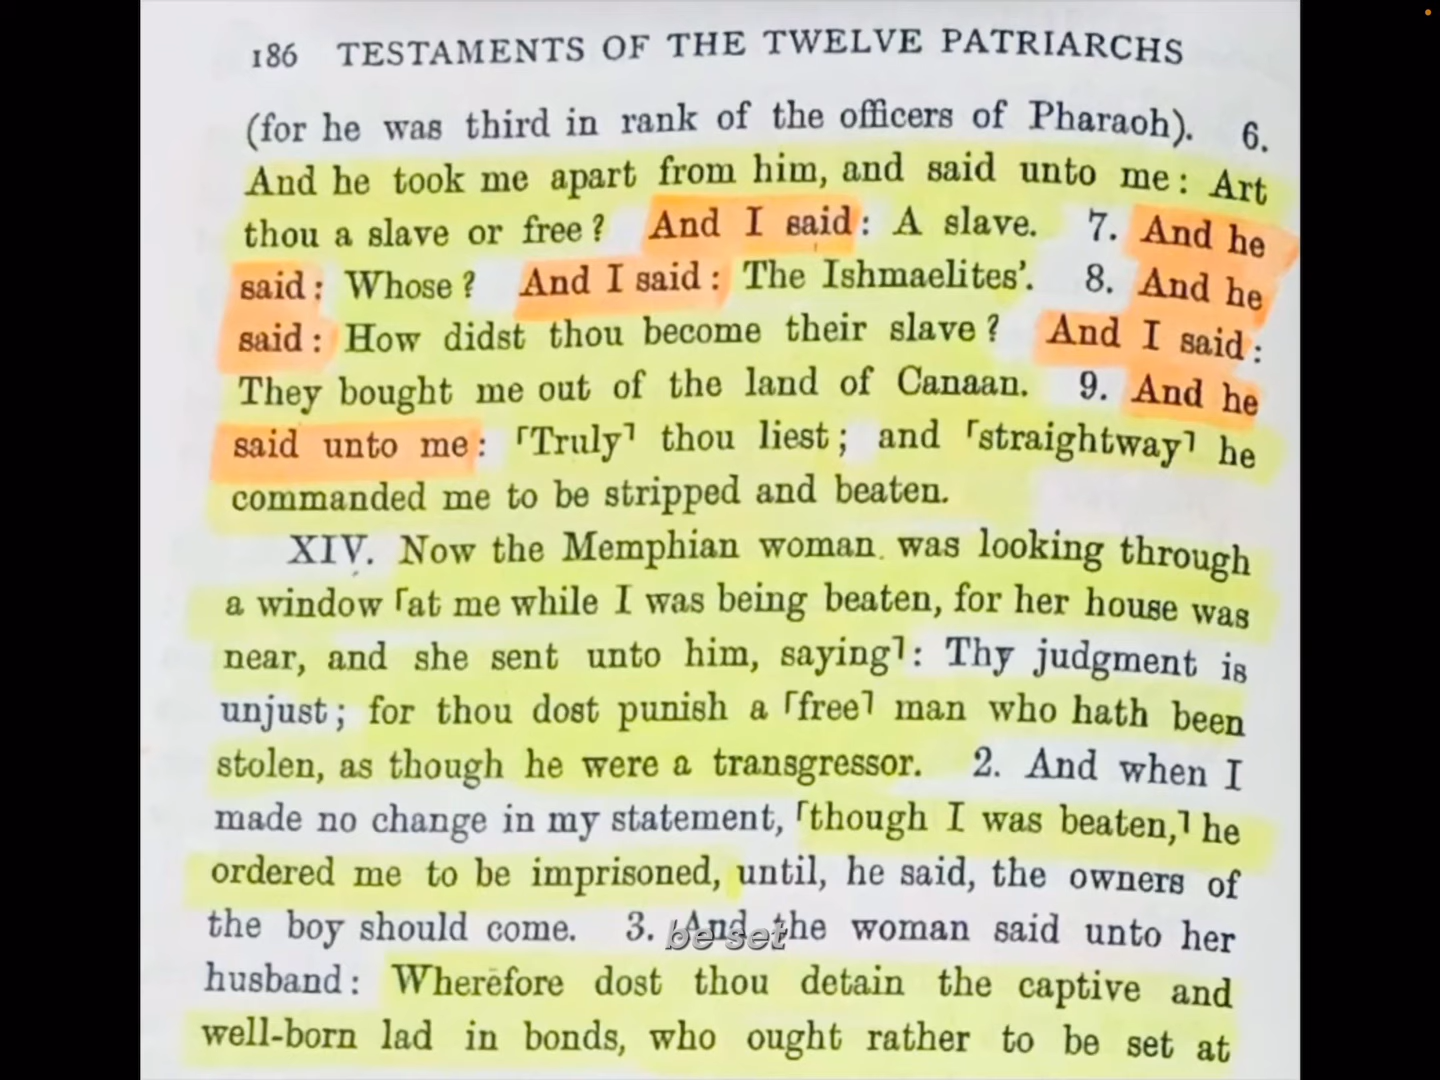 186 TESTAMENTS OF THE TWELVE PATRIARCHS
(for he was third in rank of the officers of Pharaoh). 6.
And he took me apart from him, and said unto me: Art
thou a slave or free? And I said: A slave. 7. And he
said: Whose? And I said: The Ishmaelites'. 8. And he
said: How didst thou become their slave? And I said:
They bought me out of the land of Canaan. 9. And he
said unto me: ⌜Truly⌝ thou liest; and ⌜straightway⌝ he
commanded me to be stripped and beaten.
XIV. Now the Memphian woman was looking through
a window ⌜at me while I was being beaten, for her house was
near, and she sent unto him, saying⌝: Thy judgment is
unjust; for thou dost punish a ⌜free⌝ man who hath been
stolen, as though he were a transgressor. 2. And when I
made no change in my statement, ⌜though I was beaten,⌝ he
ordered me to be imprisoned, until, he said, the owners of
the boy should come. 3. And the woman said unto her
be set
husband: Wherefore dost thou detain the captive and
well-born lad in bonds, who ought rather to be set at